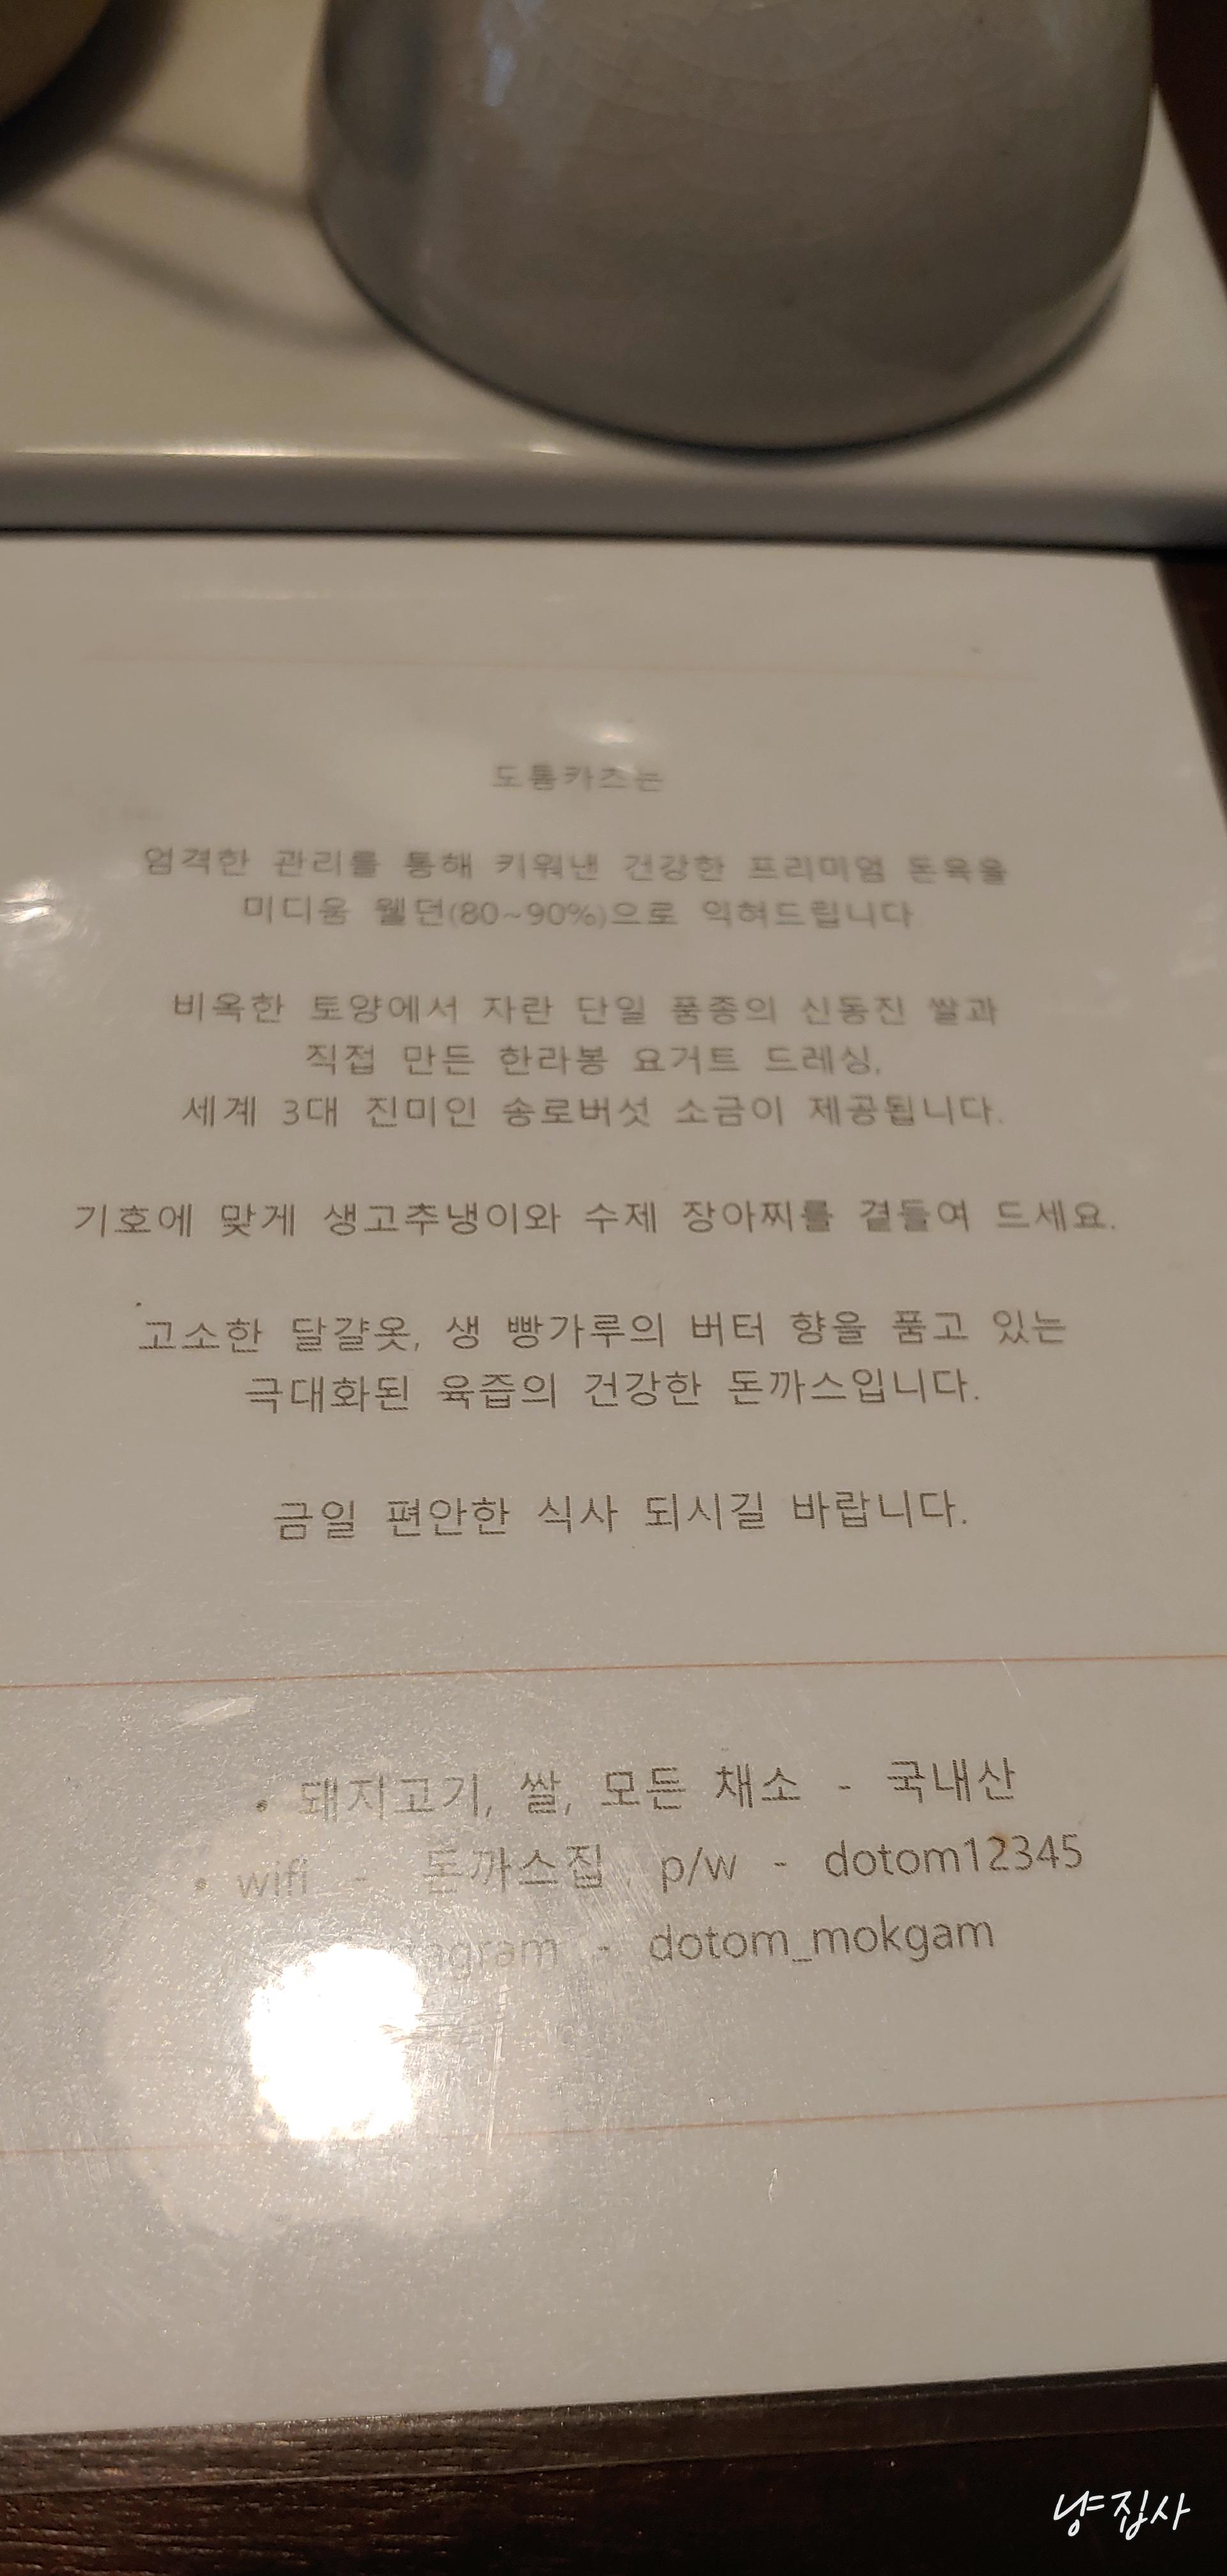 도톰카츠는
엄격한 관리를 통해 키워낸 건강한 프리미엄 돈육을
미디움 웰던(80~90%)으로 익혀드립니다
비옥한 토양에서 자란 단일 품종의 신동진 쌀과
직접 만든 한라봉 요거트 드레싱,
세계 3대 진미인 송로버섯 소금이 제공됩니다.
기호에 맞게 생고추냉이와 수제 장아찌를 곁들여 드세요.
고소한 달걀옷, 생 빵가루의 버터 향을 품고 있는
극대화된 육즙의 건강한 돈까스입니다.
금일 편안한 식사 되시길 바랍니다.
• 돼지고기, 쌀, 모든 채소 - 국내산
• wifi - 돈까스집 p/w - dotom12345
- dotom_mokgam
냥집사